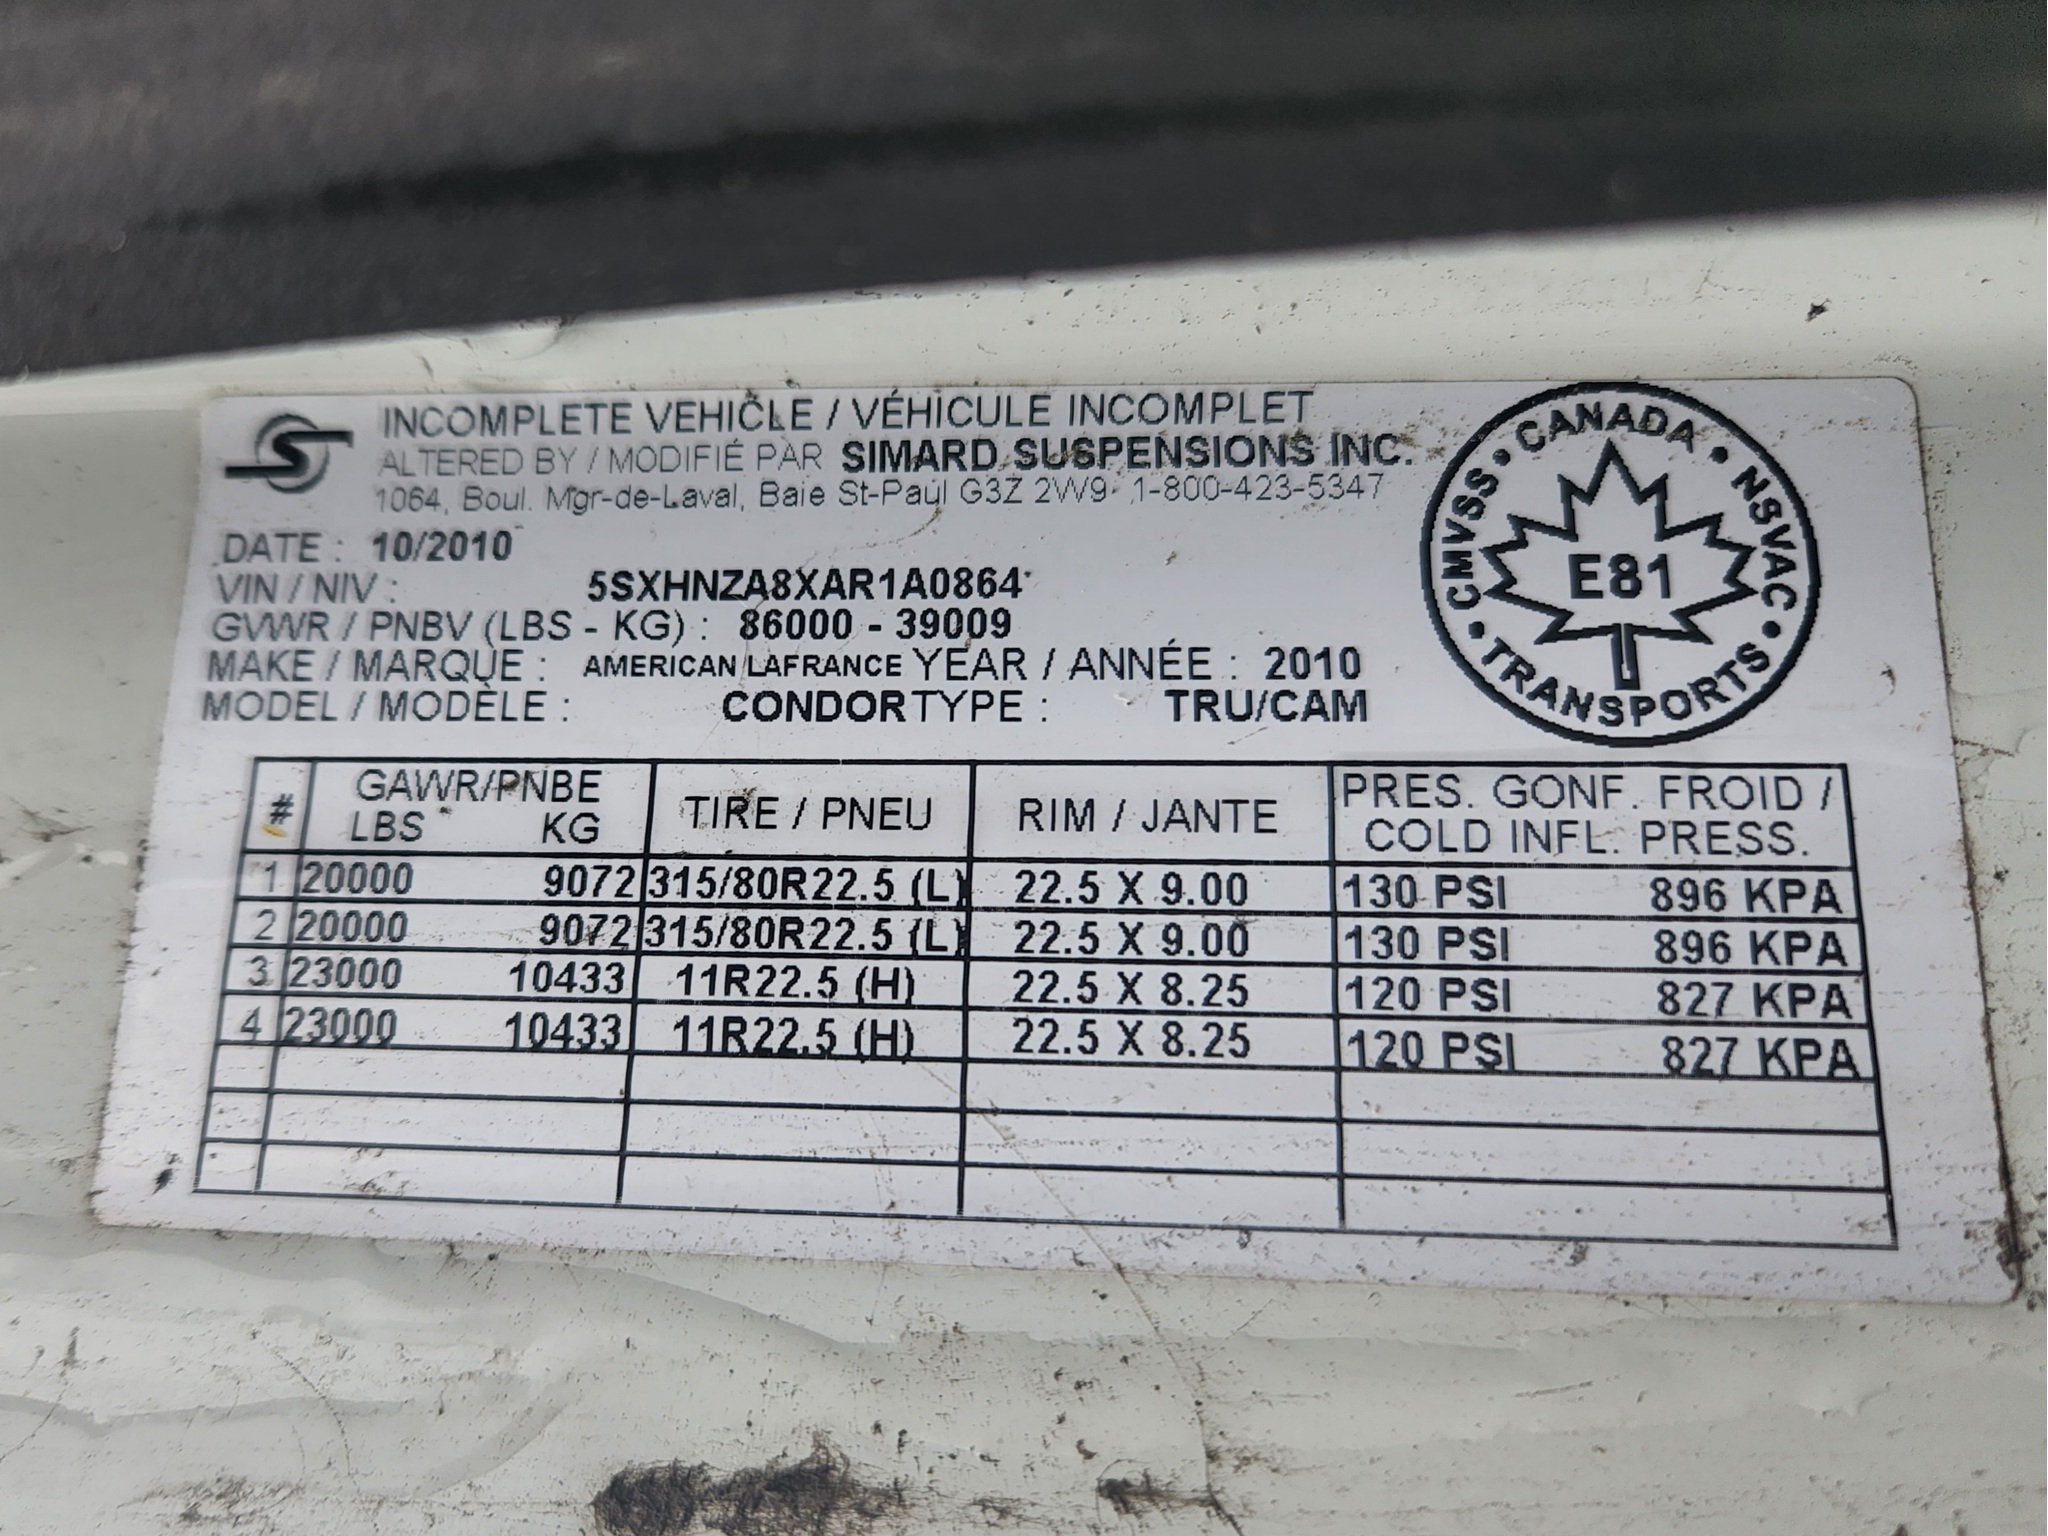 INCOMPLETE VEHICLE / VÉHICULE INCOMPLET
ALTERED BY / MODIFIÉ PAR SIMARD SUSPENSIONS INC.
1064, Boul. Mgr-de-Laval, Baie St-Paul G3Z 2W9 1-800-423-5347
CANADA • NSVAC • TRANSPORTS • CMVSS •
E81
DATE : 10/2010
VIN / NIV : 5SXHNZA8XAR1A0864
GVWR / PNBV (LBS - KG) : 86000 - 39009
MAKE / MARQUE : AMERICAN LAFRANCE YEAR / ANNÉE : 2010
MODEL / MODÈLE : CONDOR TYPE : TRU/CAM
# GAWR/PNBE LBS KG TIRE / PNEU RIM / JANTE PRES. GONF. FROID / COLD INFL. PRESS.
1 20000 9072 315/80R22.5 (L) 22.5 X 9.00 130 PSI 896 KPA
2 20000 9072 315/80R22.5 (L) 22.5 X 9.00 130 PSI 896 KPA
3 23000 10433 11R22.5 (H) 22.5 X 8.25 120 PSI 827 KPA
4 23000 10433 11R22.5 (H) 22.5 X 8.25 120 PSI 827 KPA